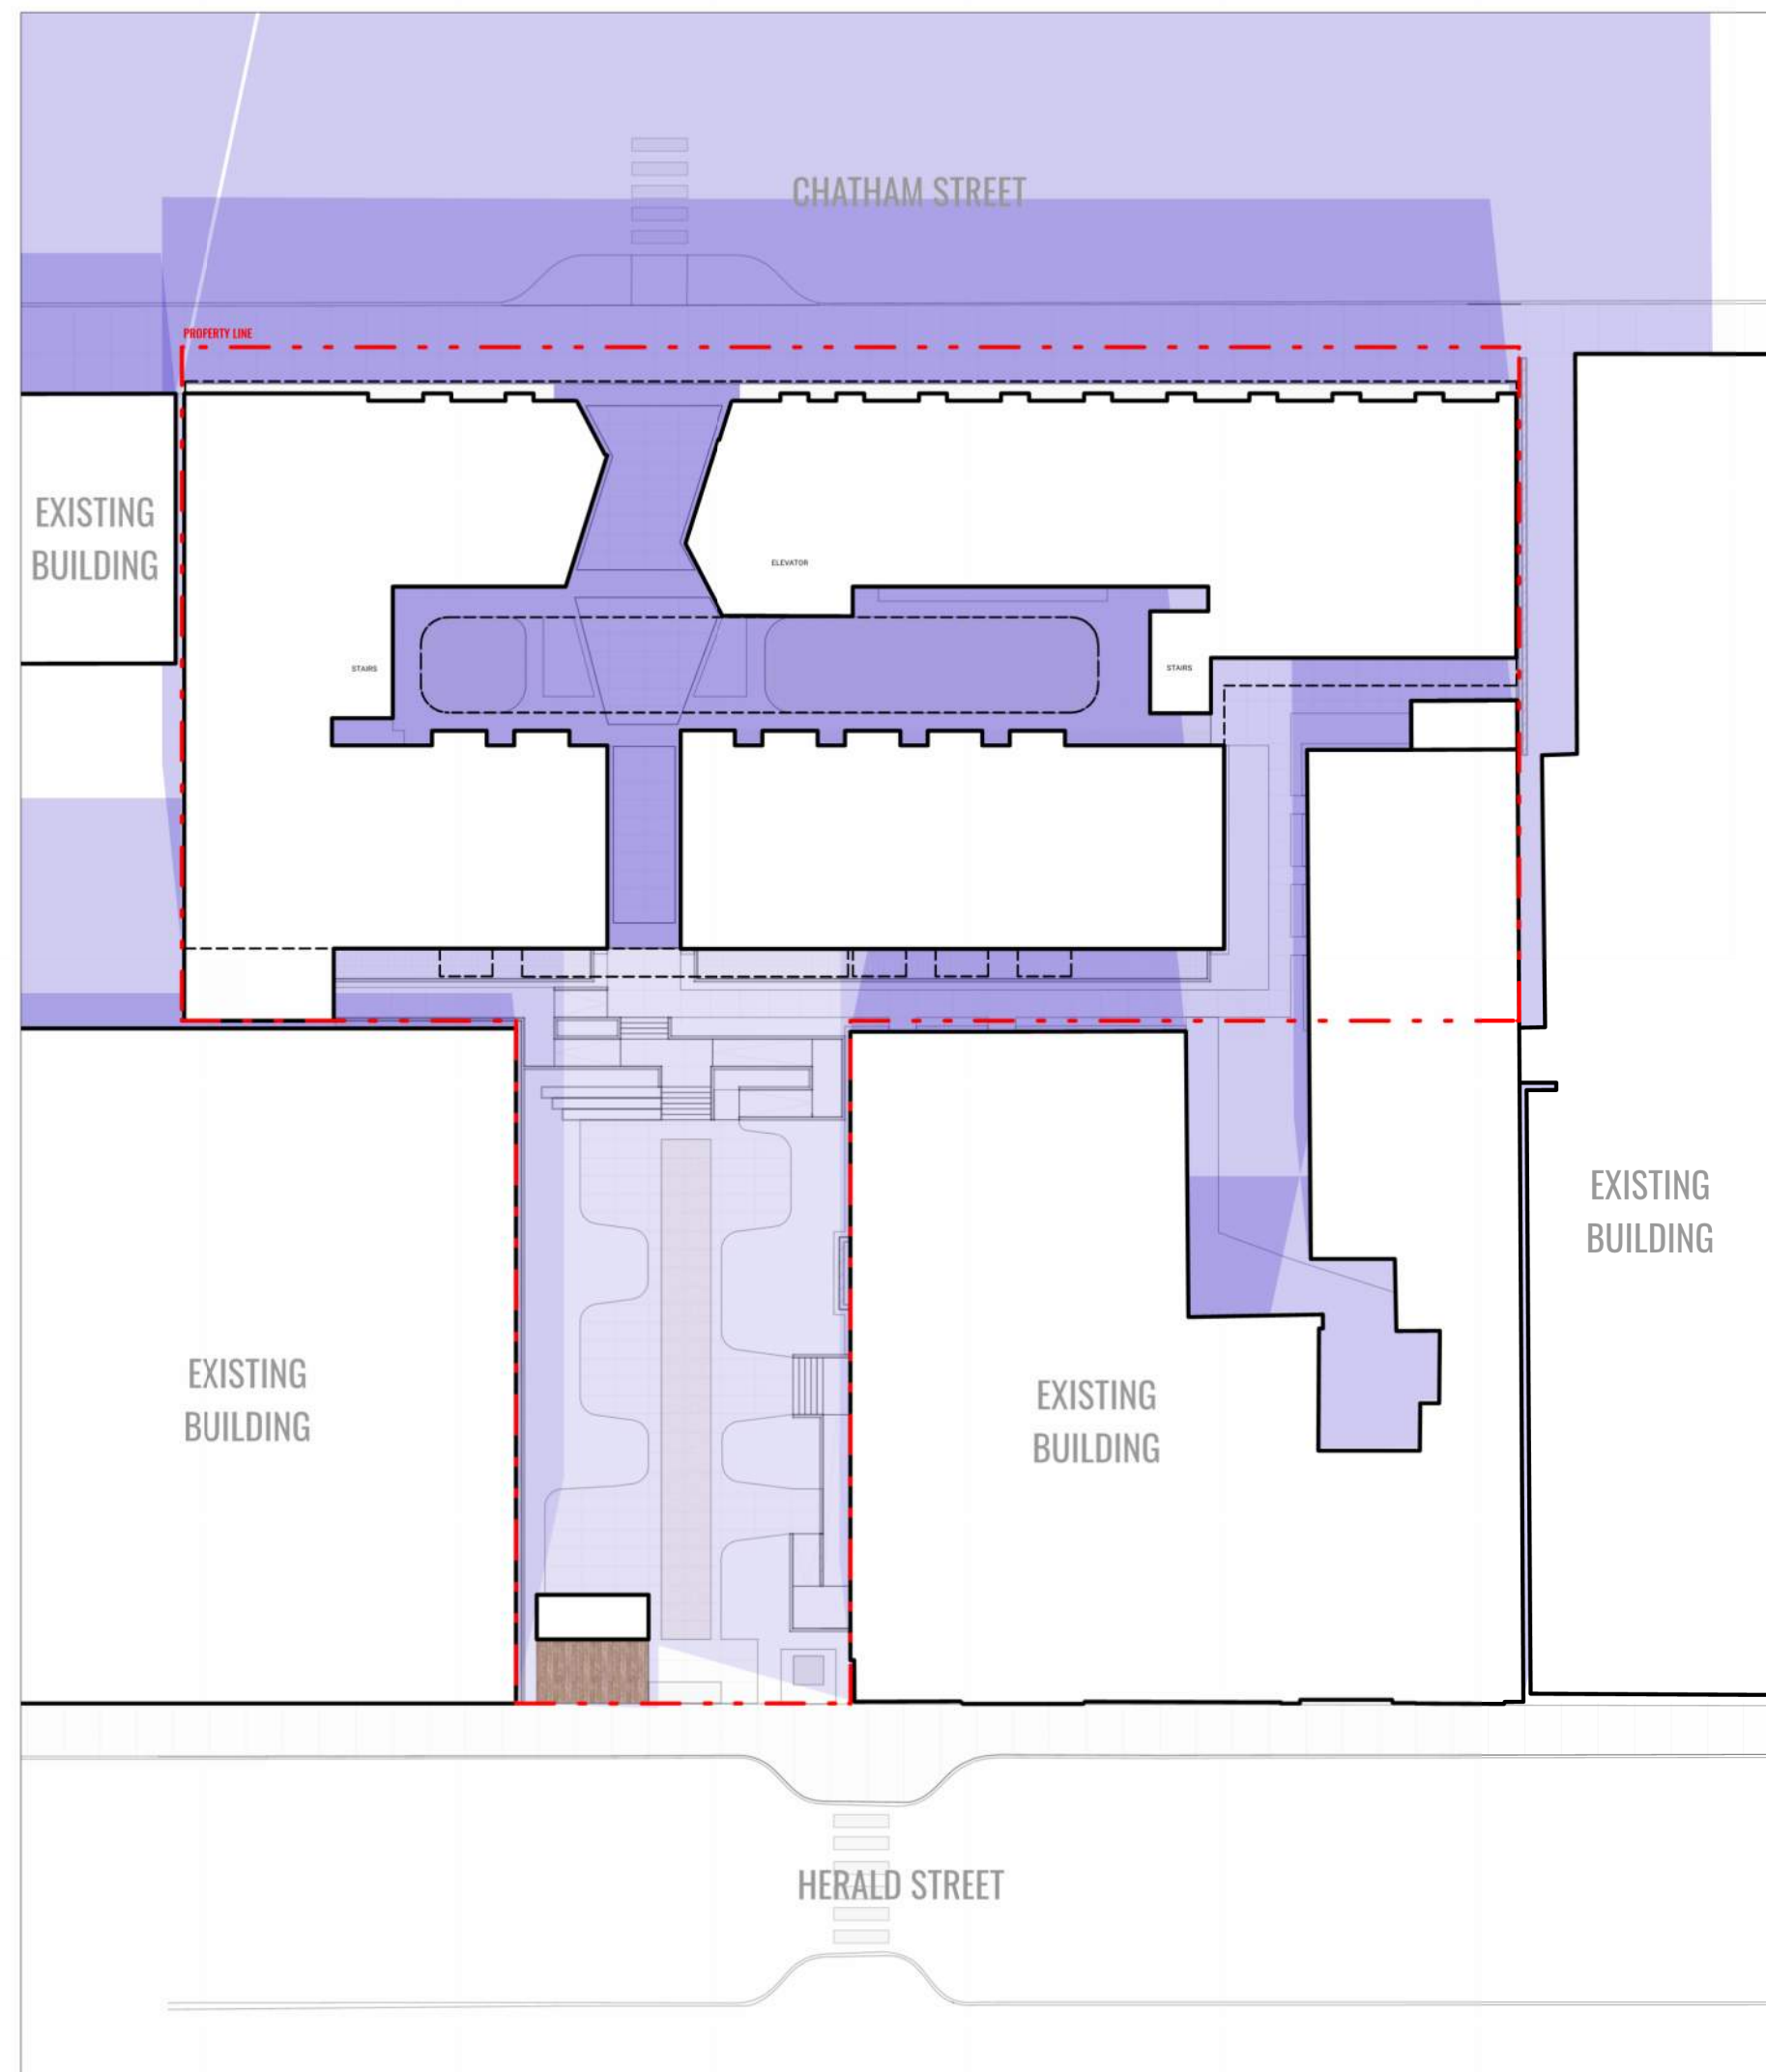 CHATHAM STREET
PROPERTY LINE
EXISTING
BUILDING
ELEVATOR
STAIRS
STAIRS
EXISTING
BUILDING
EXISTING
BUILDING
EXISTING
BUILDING
HERALD STREET